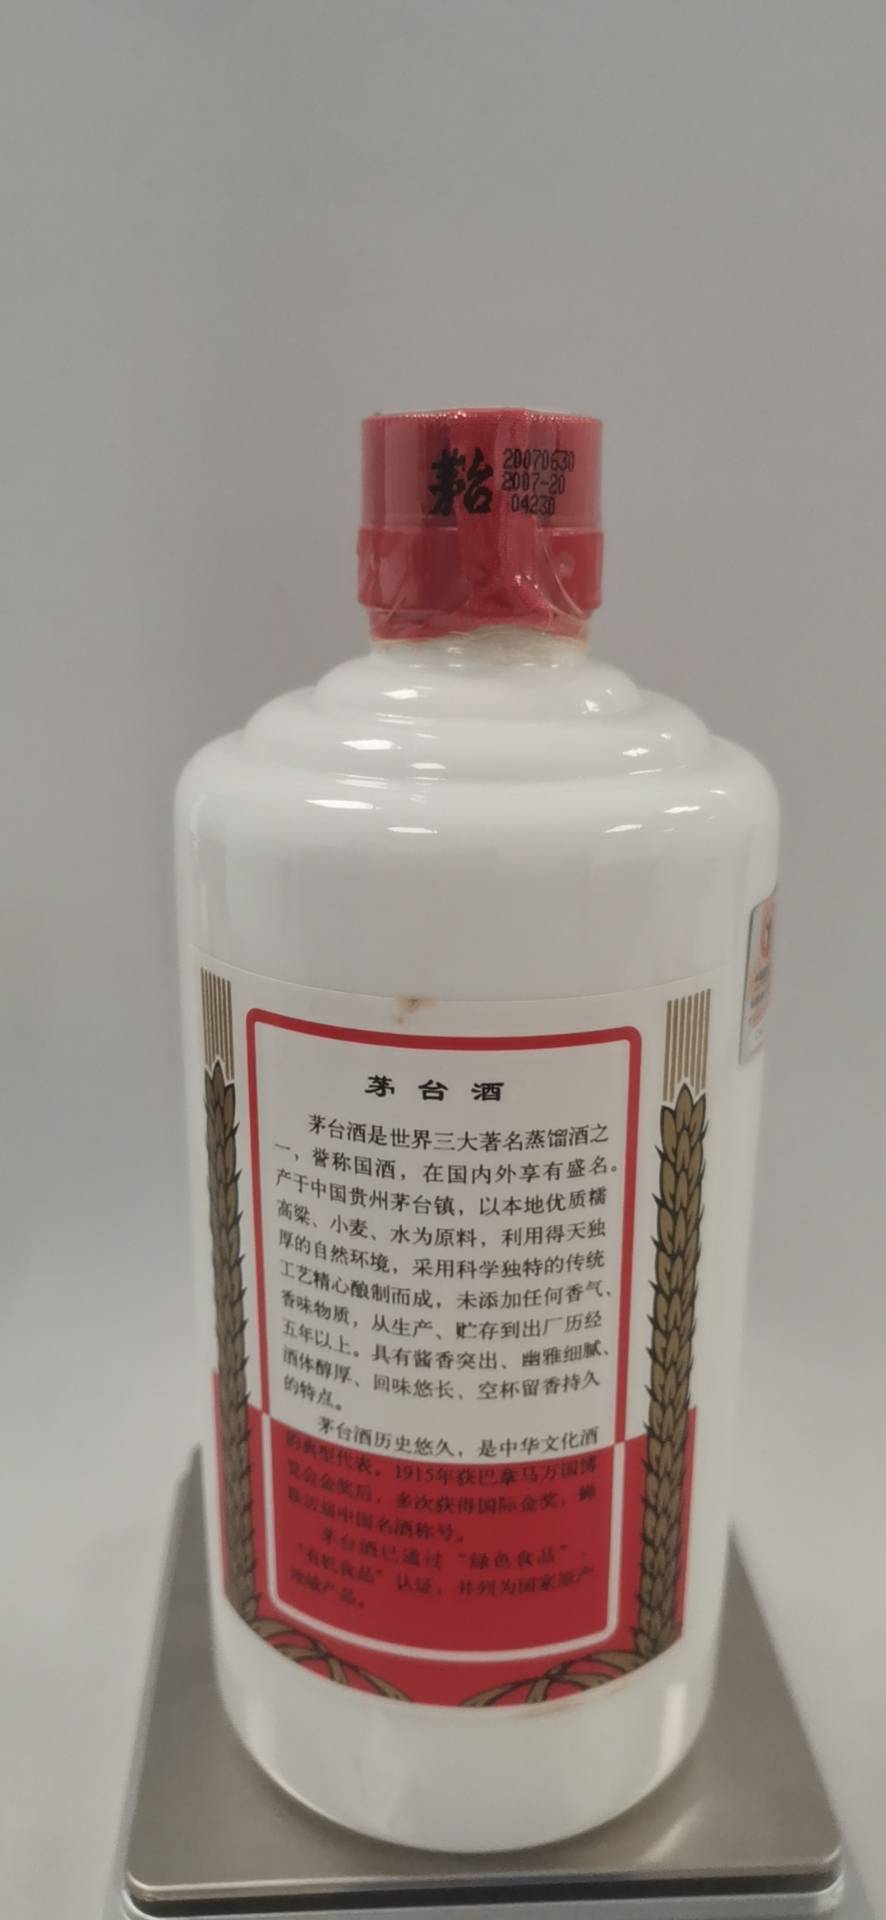 茅台
20070630
2007-20
04230
茅台酒
茅台酒是世界三大著名蒸馏酒之
一，誉称国酒，在国内外享有盛名。
产于中国贵州茅台镇，以本地优质糯
高粱、小麦、水为原料，利用得天独
厚的自然环境，采用科学独特的传统
工艺精心酿制而成，未添加任何香气、
香味物质，从生产、贮存到出厂历经
五年以上。具有酱香突出、幽雅细腻、
酒体醇厚、回味悠长、空杯留香持久
的特点。
茅台酒历史悠久，是中华文化酒
的典型代表。1915年获巴拿马万国博
览会金奖后，多次获得国际金奖，蝉
联历届中国名酒称号。
茅台酒已通过“绿色食品”、
“有机食品”认证，并列为国家原产
地域产品。